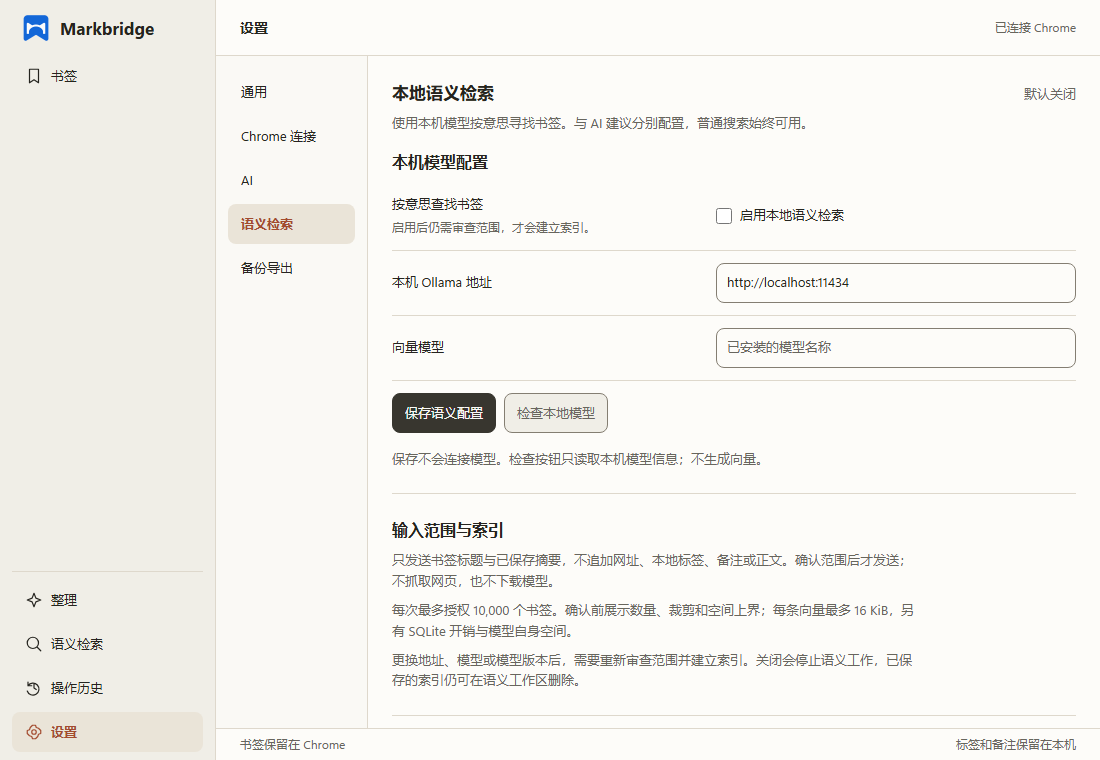 Markbridge
书签
整理
语义检索
操作历史
设置
设置
已连接 Chrome
通用
Chrome 连接
AI
语义检索
备份导出
本地语义检索
默认关闭
使用本机模型按意思寻找书签。与 AI 建议分别配置，普通搜索始终可用。
本机模型配置
按意思查找书签
启用后仍需审查范围，才会建立索引。
启用本地语义检索
本机 Ollama 地址
http://localhost:11434
向量模型
已安装的模型名称
保存语义配置
检查本地模型
保存不会连接模型。检查按钮只读取本机模型信息；不生成向量。
输入范围与索引
只发送书签标题与已保存摘要，不追加网址、本地标签、备注或正文。确认范围后才发送；
不抓取网页，也不下载模型。
每次最多授权 10,000 个书签。确认前展示数量、裁剪和空间上界；每条向量最多 16 KiB，另
有 SQLite 开销与模型自身空间。
更换地址、模型或模型版本后，需要重新审查范围并建立索引。关闭会停止语义工作，已保
存的索引仍可在语义工作区删除。
书签保留在 Chrome
标签和备注保留在本机